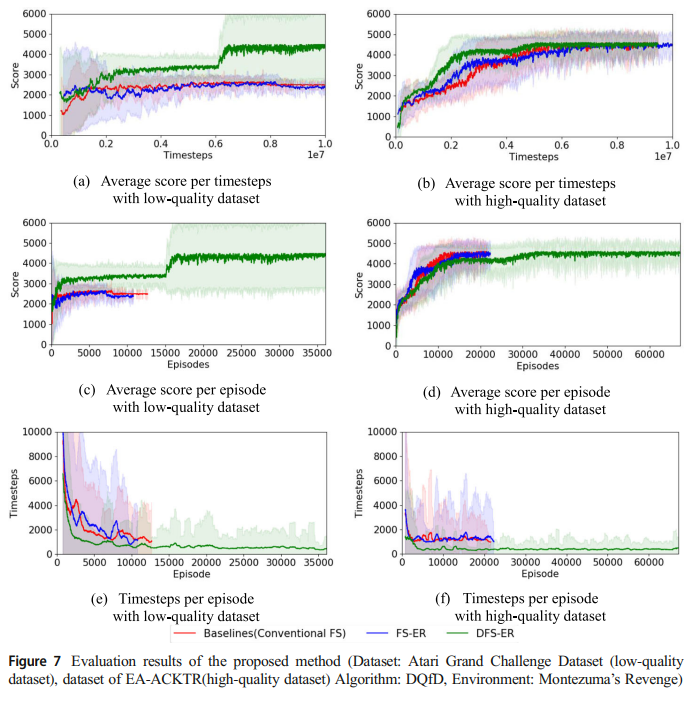 6000
5000
4000
3000
2000
1000
0
Score
0.0 0.2 0.4 0.6 0.8 1.0
Timesteps
1e7
(a) Average score per timesteps
with low-quality dataset
6000
5000
4000
3000
2000
1000
0
Score
0.0 0.2 0.4 0.6 0.8 1.0
Timesteps
1e7
(b) Average score per timesteps
with high-quality dataset
6000
5000
4000
3000
2000
1000
0
Score
0 5000 10000 15000 20000 25000 30000 35000
Episodes
(c) Average score per episode
with low-quality dataset
6000
5000
4000
3000
2000
1000
0
Score
0 10000 20000 30000 40000 50000 60000
Episodes
(d) Average score per episode
with high-quality dataset
10000
8000
6000
4000
2000
0
Timesteps
0 5000 10000 15000 20000 25000 30000 35000
Episode
(e) Timesteps per episode
with low-quality dataset
10000
8000
6000
4000
2000
0
Timesteps
0 10000 20000 30000 40000 50000 60000
Episode
(f) Timesteps per episode
with high-quality dataset
Baselines(Conventional FS) FS-ER DFS-ER
Figure 7 Evaluation results of the proposed method (Dataset: Atari Grand Challenge Dataset (low-quality
dataset), dataset of EA-ACKTR(high-quality dataset) Algorithm: DQfD, Environment: Montezuma's Revenge)